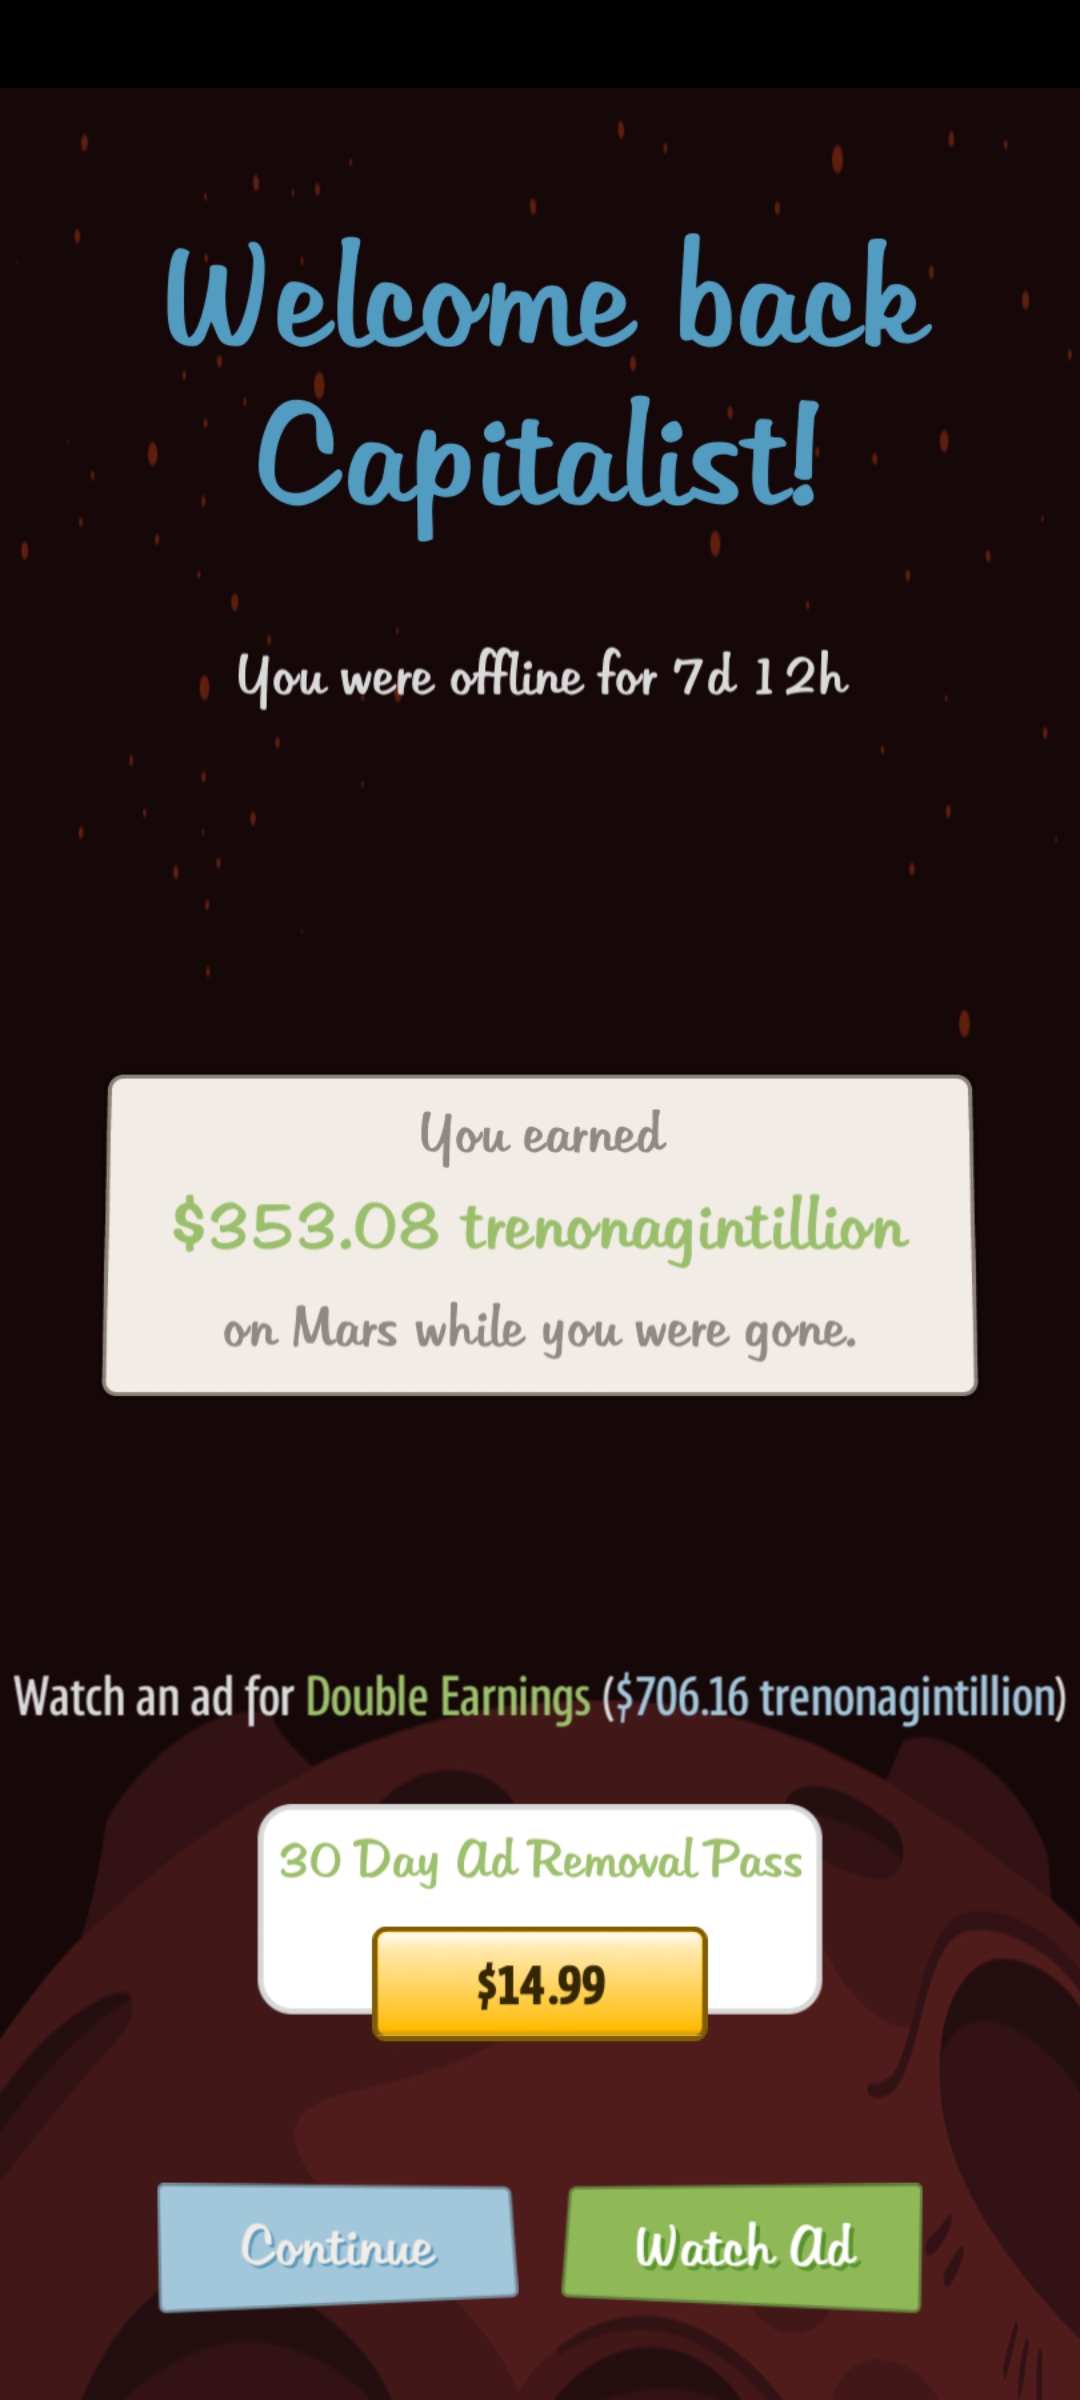 Welcome back
Capitalist!
You were offline for 7d 12h
You earned
$353.08 trenonagintillion
on Mars while you were gone.
Watch an ad for Double Earnings ($706.16 trenonagintillion)
30 Day Ad Removal Pass
$14.99
Continue
Watch Ad